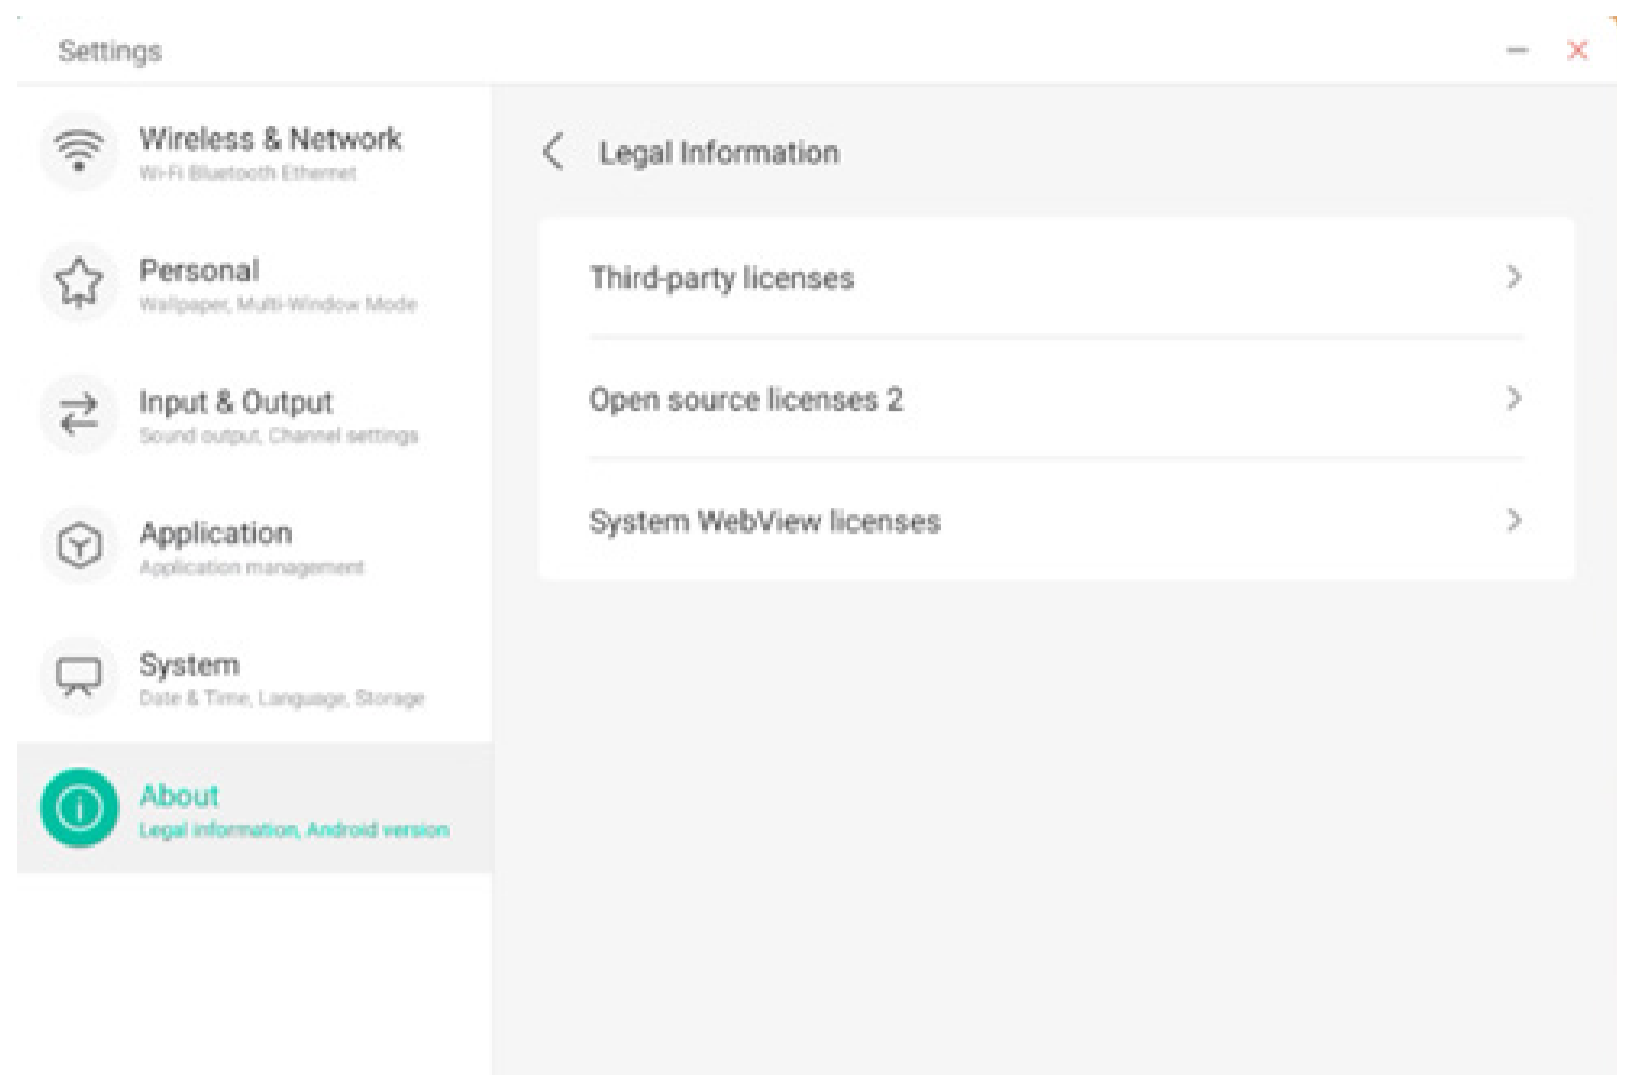 Settings
Wireless & Network
Wi-Fi Bluetooth Ethernet
Personal
Wallpaper, Multi-Window Mode
Input & Output
Sound output, Channel settings
Application
Application management
System
Date & Time, Language, Storage
About
Legal information, Android version
Legal Information
Third-party licenses
Open source licenses 2
System WebView licenses